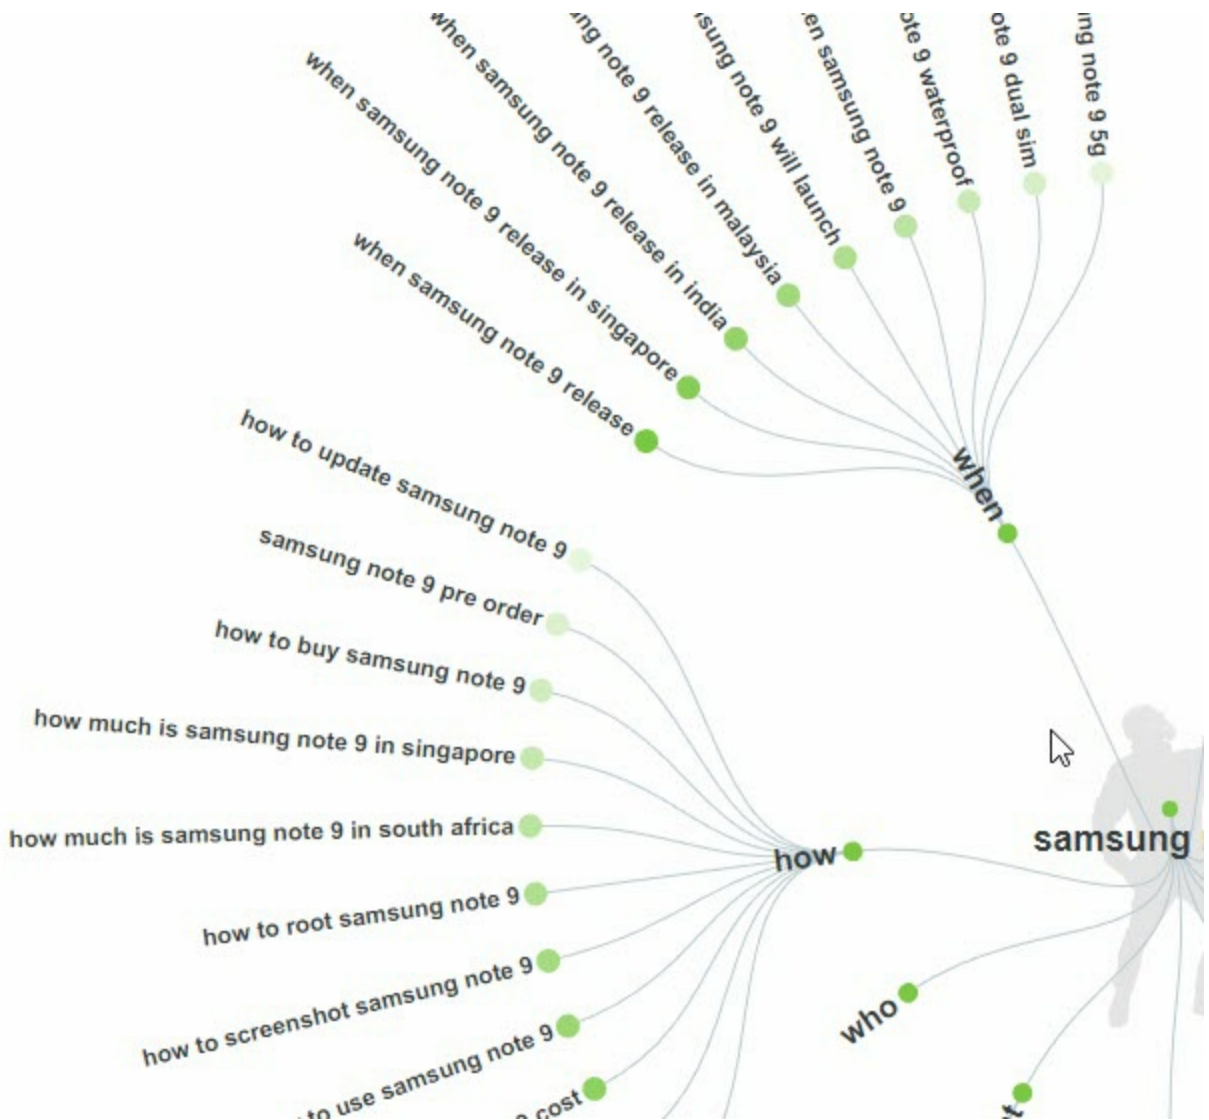 when samsung note 9 release
when samsung note 9 release in singapore
when samsung note 9 release in india
note 9 release in malaysia
note 9 will launch
samsung note 9
9 waterproof
9 dual sim
note 9 5g
when
how to update samsung note 9
samsung note 9 pre order
how to buy samsung note 9
how much is samsung note 9 in singapore
how much is samsung note 9 in south africa
how to root samsung note 9
how to screenshot samsung note 9
to use samsung note 9
cost
how
samsung
who